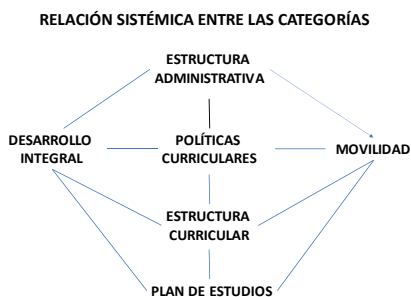 RELACIÓN SISTÉMICA ENTRE LAS CATEGORÍAS
ESTRUCTURA
ADMINISTRATIVA
DESARROLLO
INTEGRAL
POLÍTICAS
CURRICULARES
MOVILIDAD
ESTRUCTURA
CURRICULAR
PLAN DE ESTUDIOS